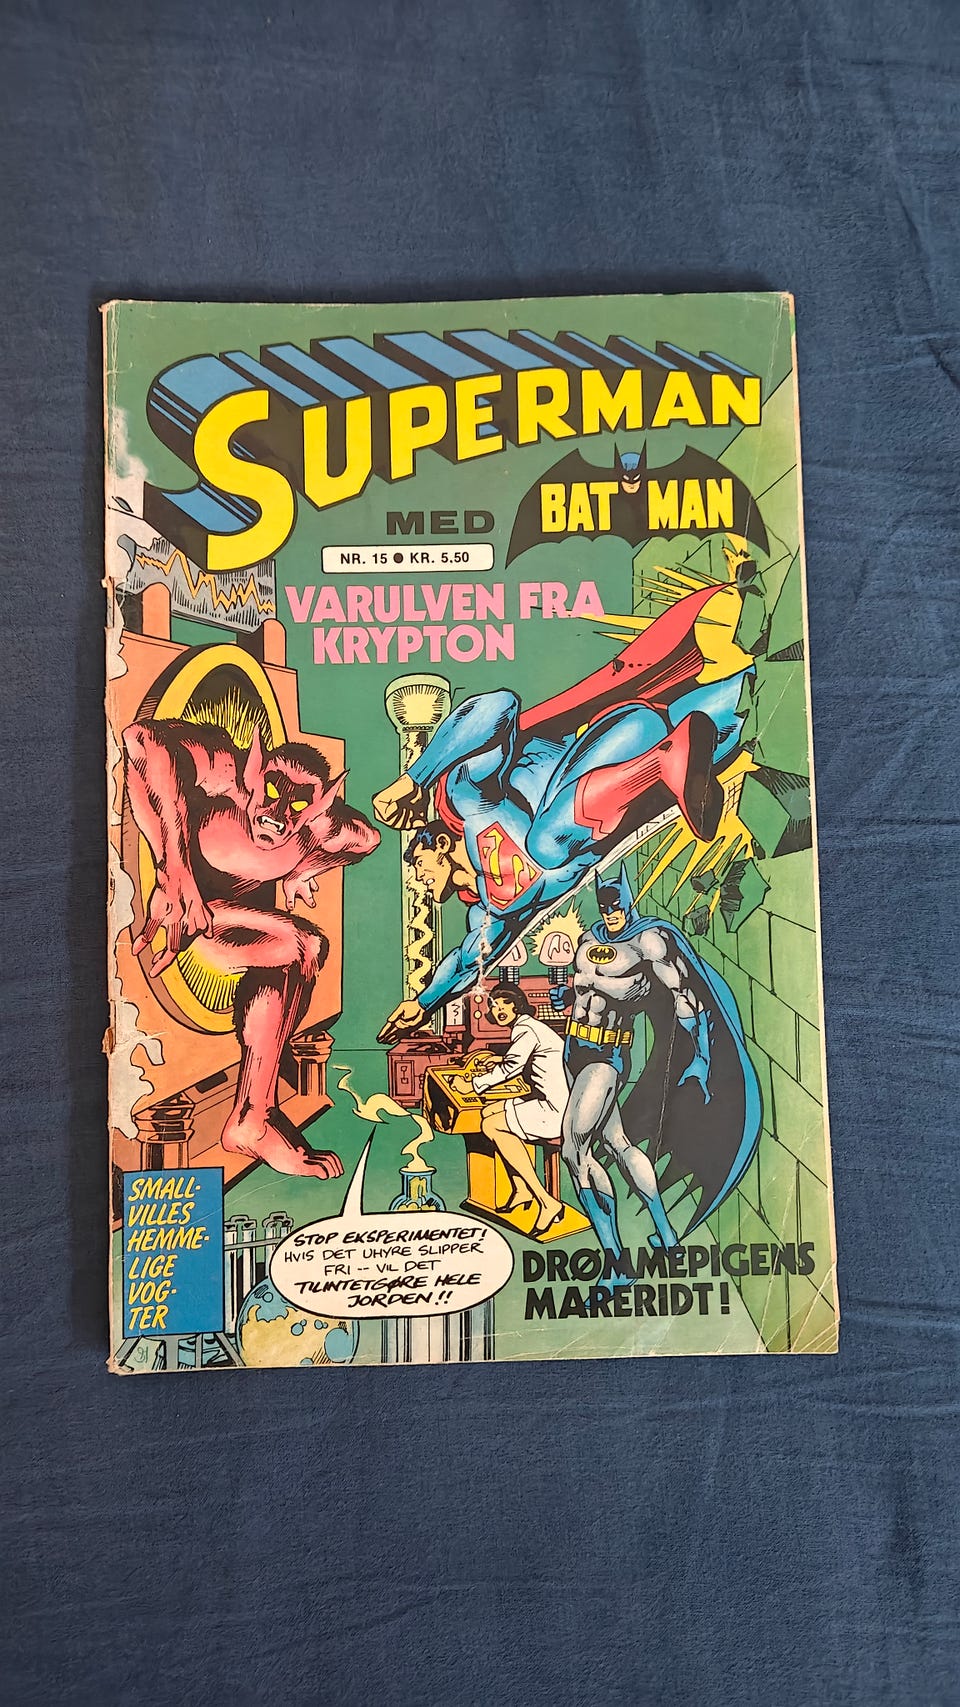 SUPERMAN
MED
BATMAN
NR. 15 ● KR. 5.50
VARULVEN FRA
KRYPTON
SMALL-
VILLES
HEMME-
LIGE
VOG-
TER
STOP EKSPERIMENTET!
HVIS DET UHYRE SLIPPER
FRI -- VIL DET
TILINTETGØRE HELE
JORDEN!!
DRØMMEPIGENS
MARERIDT!